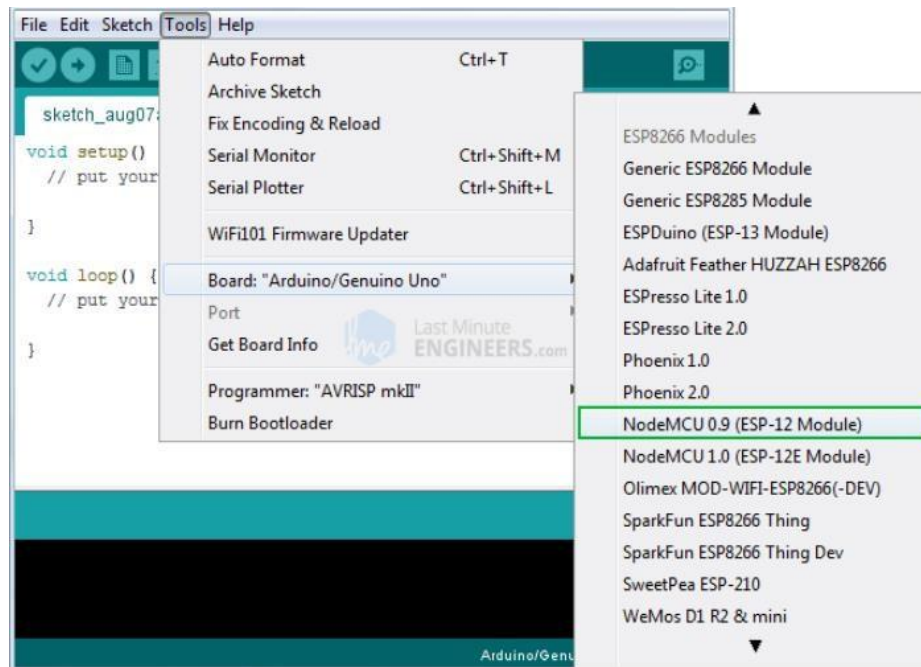 File Edit Sketch Tools Help
Auto Format Ctrl+T
Archive Sketch
sketch_aug07
Fix Encoding & Reload
void setup()
Serial Monitor Ctrl+Shift+M
// put your
Serial Plotter Ctrl+Shift+L
}
WiFi101 Firmware Updater
void loop() {
Board: "Arduino/Genuino Uno"
// put your
Port
Get Board Info
}
Programmer: "AVRISP mkII"
Burn Bootloader
Last Minute
ENGINEERS.com
ESP8266 Modules
Generic ESP8266 Module
Generic ESP8285 Module
ESPDuino (ESP-13 Module)
Adafruit Feather HUZZAH ESP8266
ESPresso Lite 1.0
ESPresso Lite 2.0
Phoenix 1.0
Phoenix 2.0
NodeMCU 0.9 (ESP-12 Module)
NodeMCU 1.0 (ESP-12E Module)
Olimex MOD-WIFI-ESP8266(-DEV)
SparkFun ESP8266 Thing
SparkFun ESP8266 Thing Dev
SweetPea ESP-210
WeMos D1 R2 & mini
Arduino/Genu